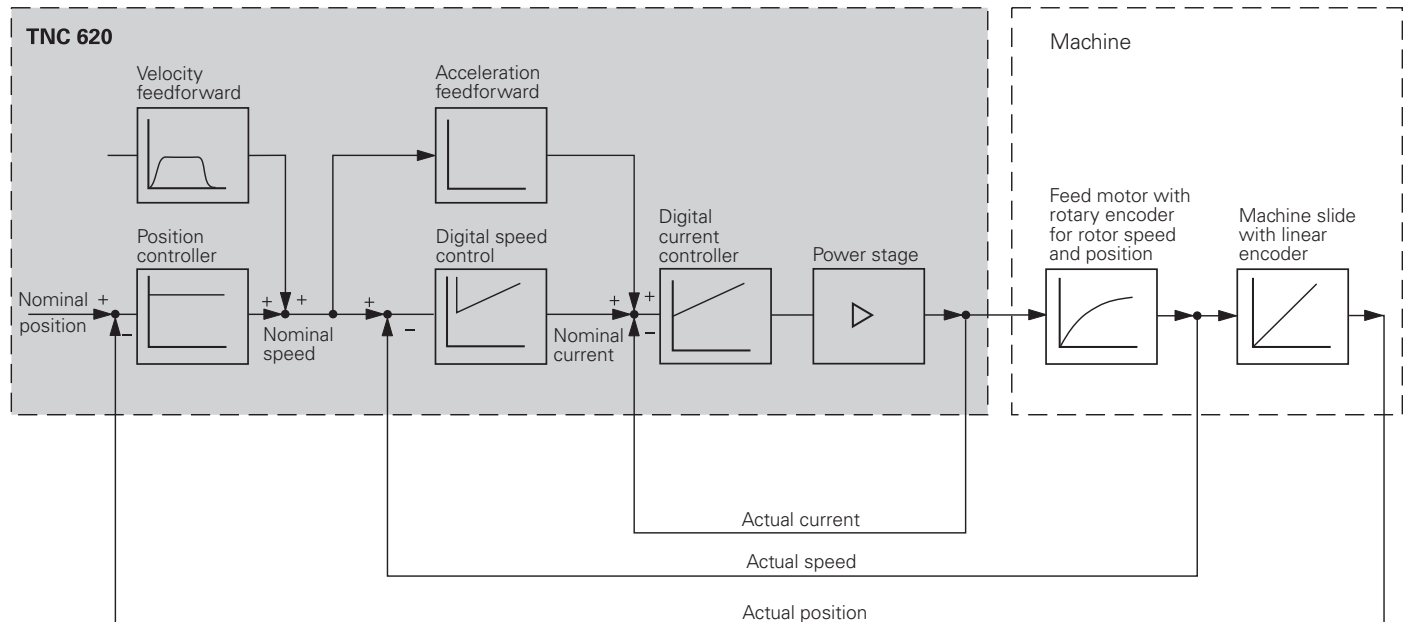 TNC 620
Machine
Velocity
feedforward
Acceleration
feedforward
Position
controller
Digital speed
control
Digital
current
controller
Power stage
Feed motor with
rotary encoder
for rotor speed
and position
Machine slide
with linear
encoder
Nominal
position
+
–
+
+
Nominal
speed
+
–
+
Nominal
current
+
–
Actual current
Actual speed
Actual position